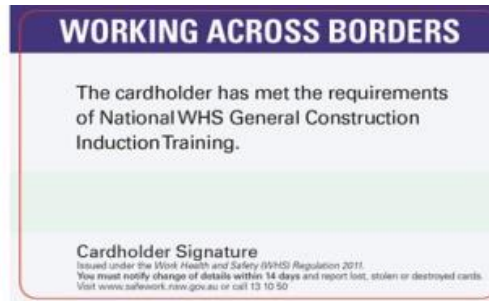 WORKING ACROSS BORDERS
The cardholder has met the requirements
of National WHS General Construction
Induction Training.
Cardholder Signature
Issued under the Work Health and Safety (WHS) Regulation 2011.
You must notify change of details within 14 days and report lost, stolen or destroyed cards.
Visit www.safework.nsw.gov.au or call 13 10 50